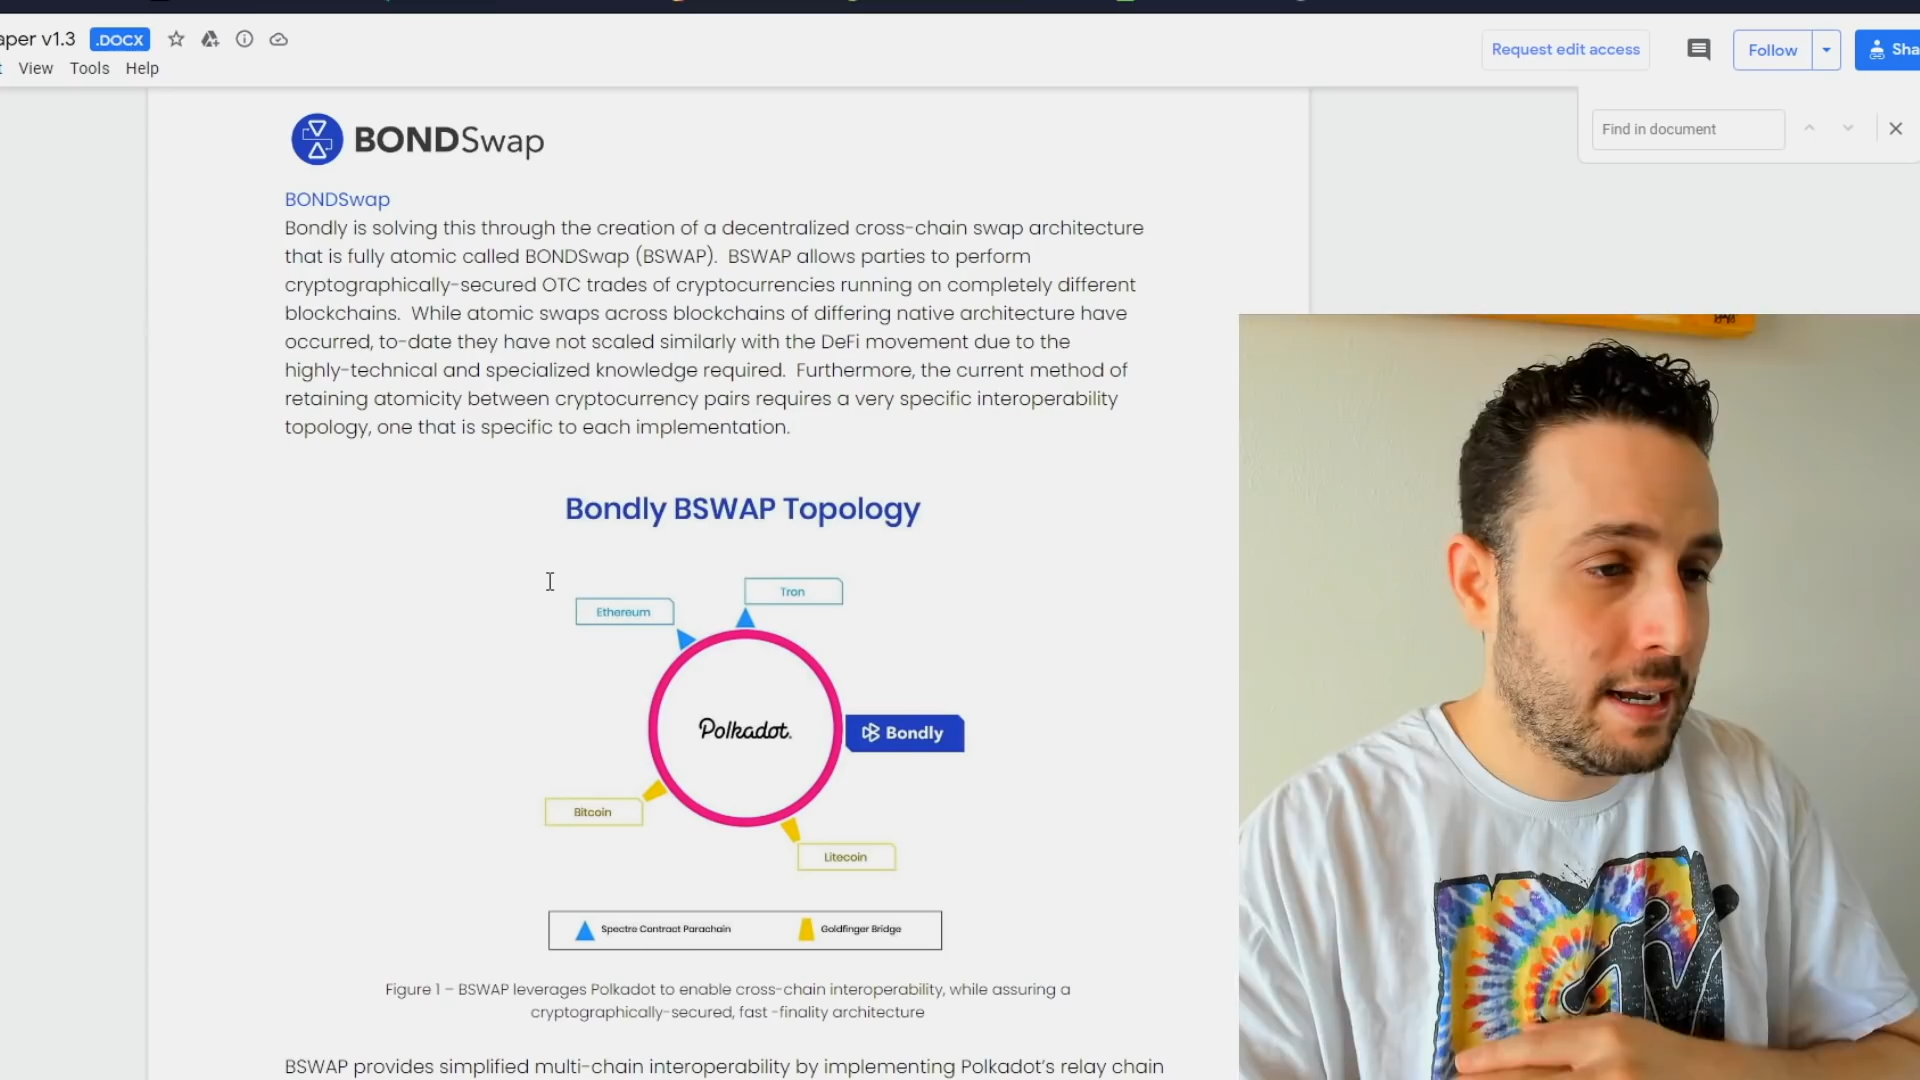 aper v1.3 .DOCX
View Tools Help
Request edit access
Follow
Sha
Find in document
BONDSwap
BONDSwap
Bondly is solving this through the creation of a decentralized cross-chain swap architecture
that is fully atomic called BONDSwap (BSWAP). BSWAP allows parties to perform
cryptographically-secured OTC trades of cryptocurrencies running on completely different
blockchains. While atomic swaps across blockchains of differing native architecture have
occurred, to-date they have not scaled similarly with the DeFi movement due to the
highly-technical and specialized knowledge required. Furthermore, the current method of
retaining atomicity between cryptocurrency pairs requires a very specific interoperability
topology, one that is specific to each implementation.
Bondly BSWAP Topology
Tron
Ethereum
Polkadot.
Bondly
Bitcoin
Litecoin
Spectre Contract Parachain
Goldfinger Bridge
Figure 1 – BSWAP leverages Polkadot to enable cross-chain interoperability, while assuring a
cryptographically-secured, fast -finality architecture
BSWAP provides simplified multi-chain interoperability by implementing Polkadot's relay chain